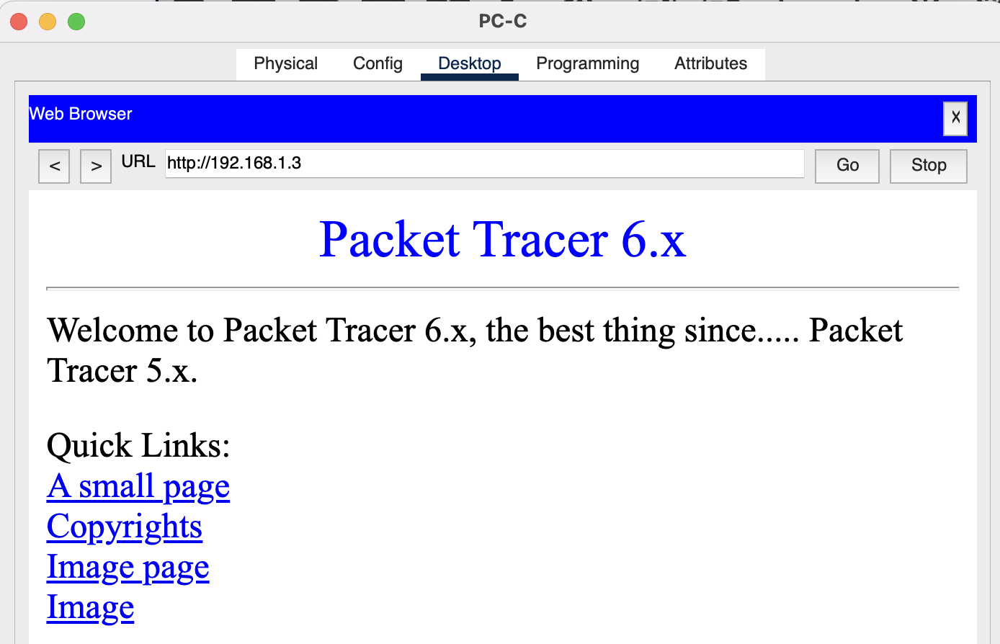 PC-C
Physical Config Desktop Programming Attributes
Web Browser X
< > URL http://192.168.1.3 Go Stop
Packet Tracer 6.x
Welcome to Packet Tracer 6.x, the best thing since..... Packet
Tracer 5.x.
Quick Links:
A small page
Copyrights
Image page
Image